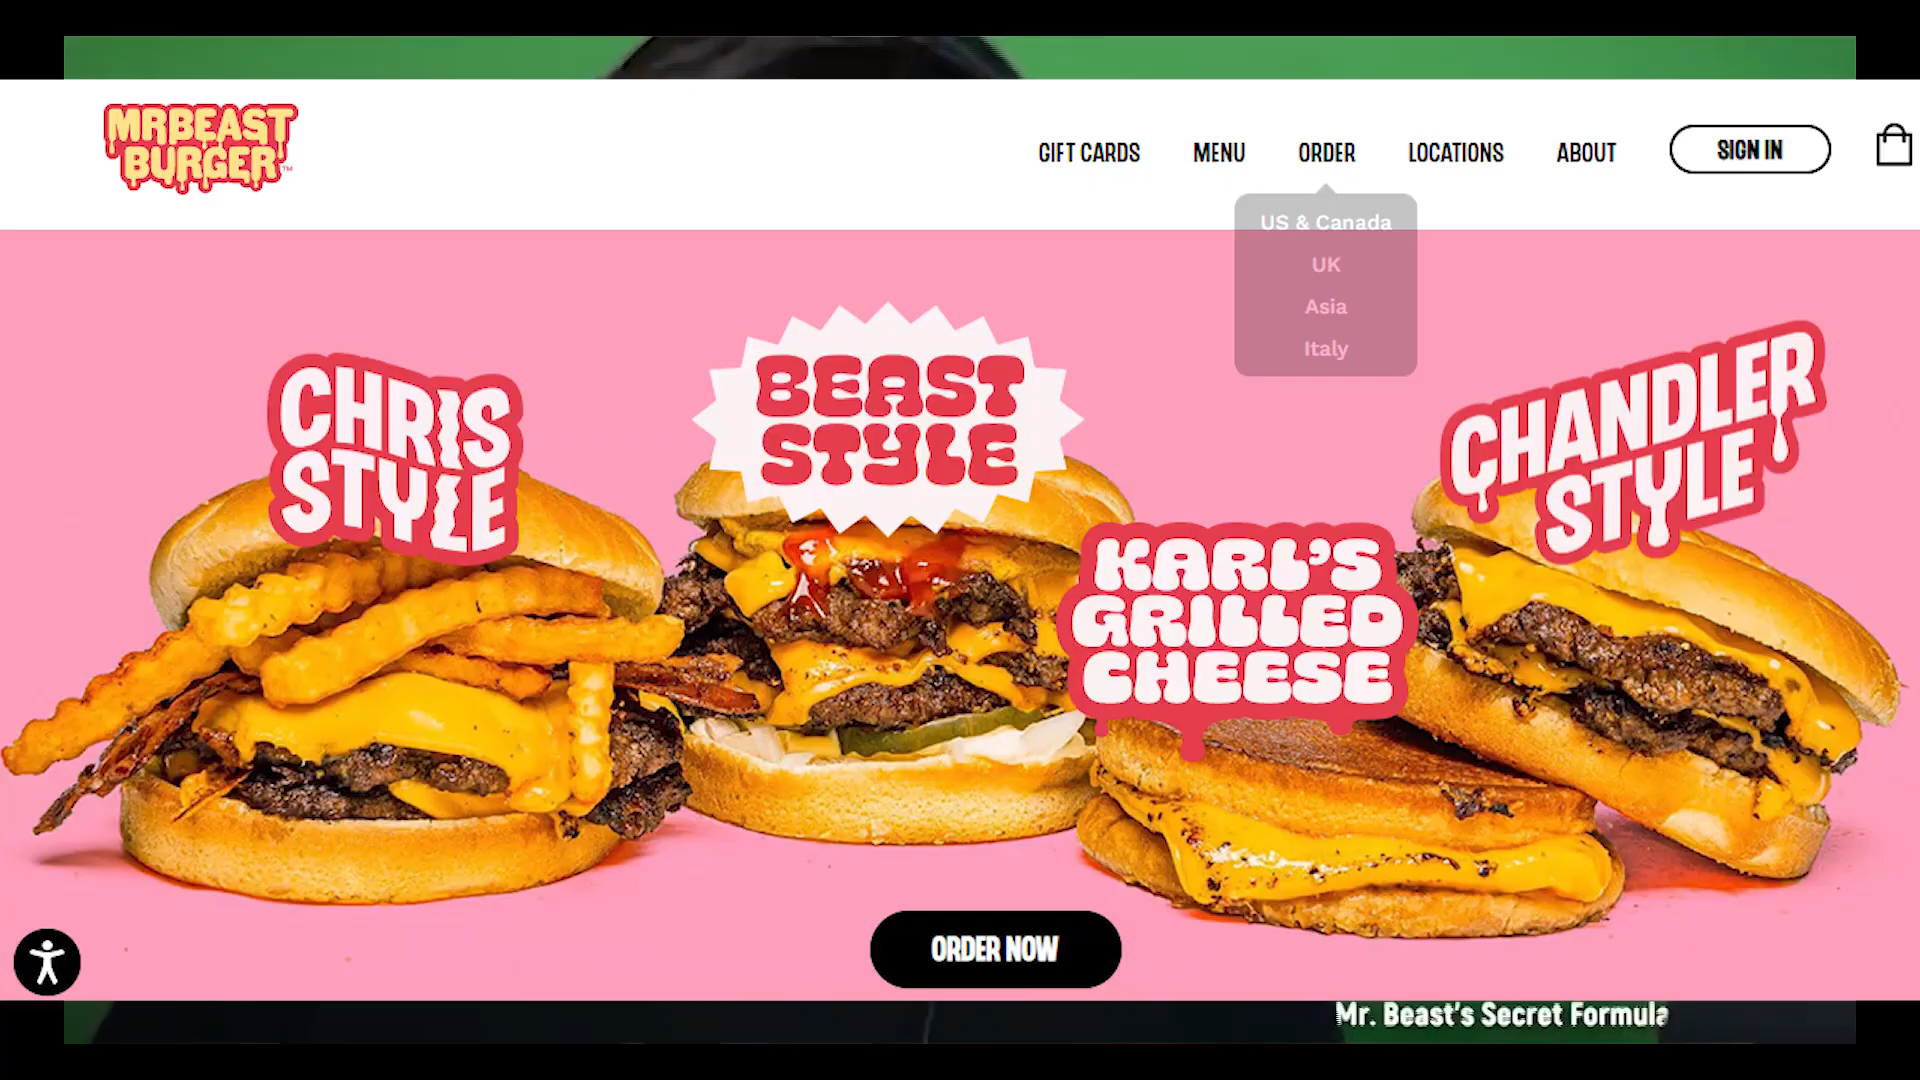 MRBEAST
BURGER™
GIFT CARDS
MENU
ORDER
LOCATIONS
ABOUT
SIGN IN
US & Canada
UK
Asia
Italy
CHRIS
STYLE
BEAST
STYLE
KARL'S
GRILLED
CHEESE
CHANDLER
STYLE
ORDER NOW
Mr. Beast's Secret Formula